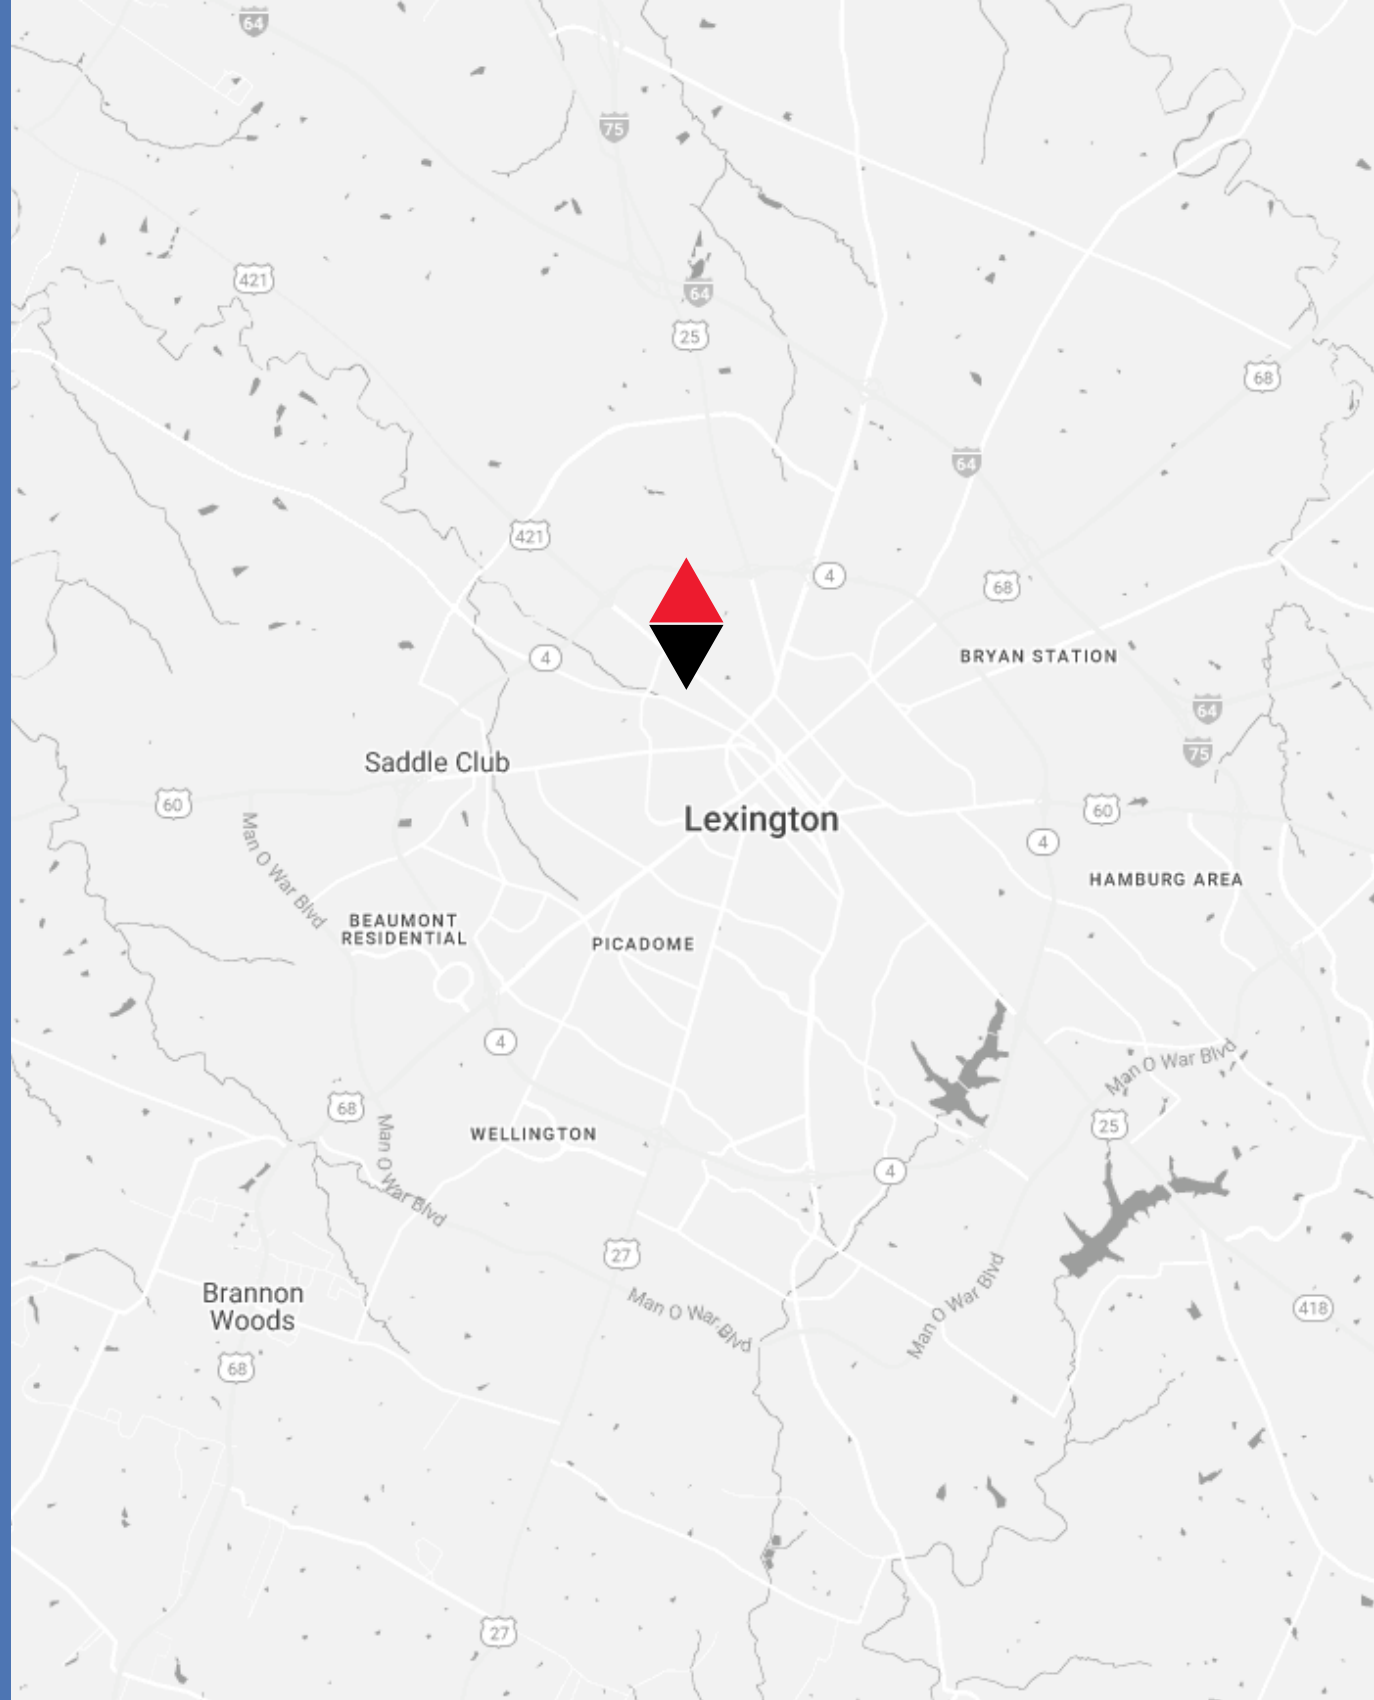 64
75
421
64
25
68
64
421
4
68
4
BRYAN STATION
64
75
Saddle Club
60
60
Lexington
4
Man O War Blvd
HAMBURG AREA
BEAUMONT
RESIDENTIAL
PICADOME
4
Man O War Blvd
68
25
WELLINGTON
Man O War Blvd
4
27
Man O War Blvd
Brannon
Woods
Man O War Blvd
418
68
27